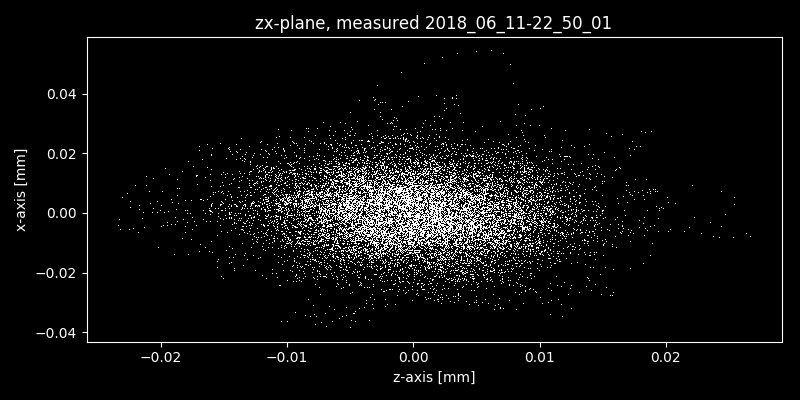 zx-plane, measured 2018_06_11-22_50_01
0.04
0.02
0.00
−0.02
−0.04
x-axis [mm]
−0.02 −0.01 0.00 0.01 0.02
z-axis [mm]